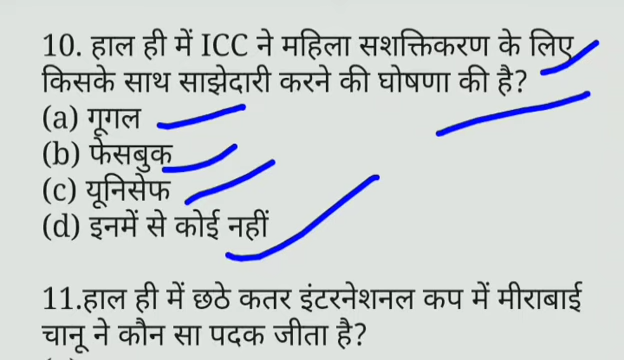 10. हाल ही में ICC ने महिला सशक्तिकरण के लिए
किसके साथ साझेदारी करने की घोषणा की है?
(a) गूगल
(b) फेसबुक
(c) यूनिसेफ
(d) इनमें से कोई नहीं
11.हाल ही में छठे कतर इंटरनेशनल कप में मीराबाई
चानू ने कौन सा पदक जीता है?